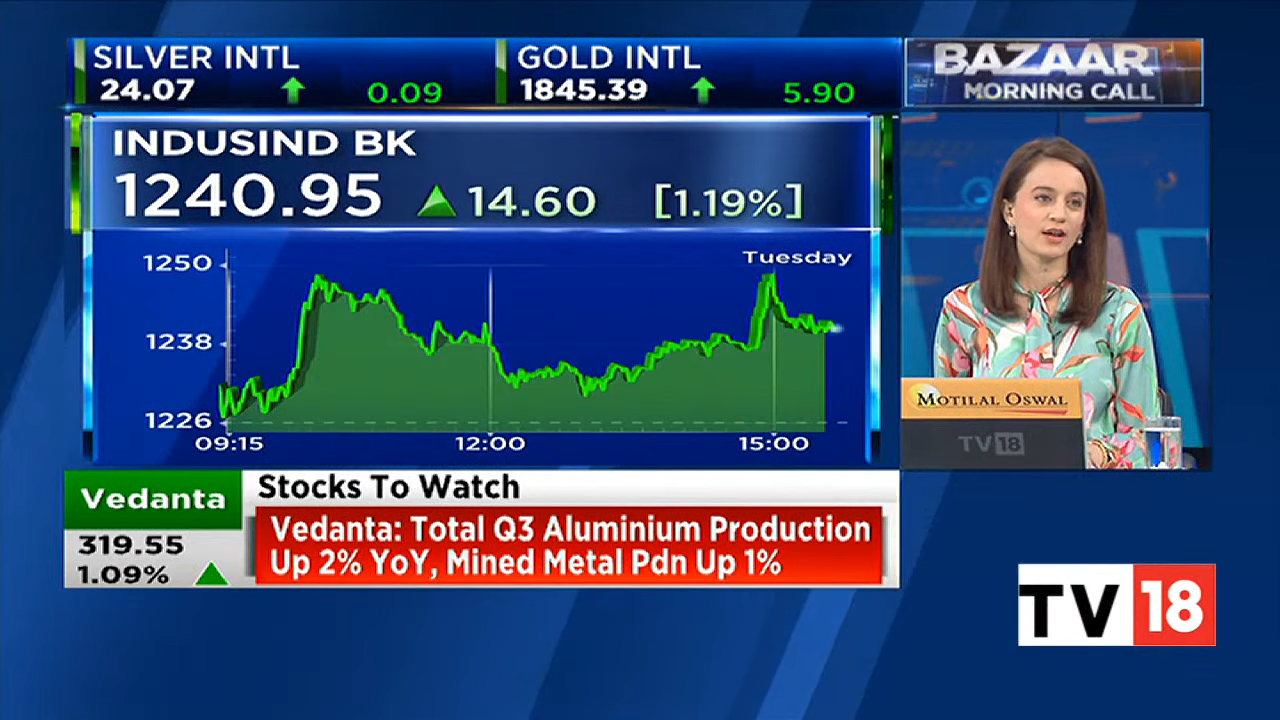 SILVER INTL
24.07 0.09
GOLD INTL
1845.39 5.90
BAZAAR
MORNING CALL
INDUSIND BK
1240.95 14.60 [1.19%]
Tuesday
1250
1238
1226
09:15 12:00 15:00
MOTILAL OSWAL
TV18
Vedanta
319.55
1.09%
Stocks To Watch
Vedanta: Total Q3 Aluminium Production
Up 2% YoY, Mined Metal Pdn Up 1%
TV18